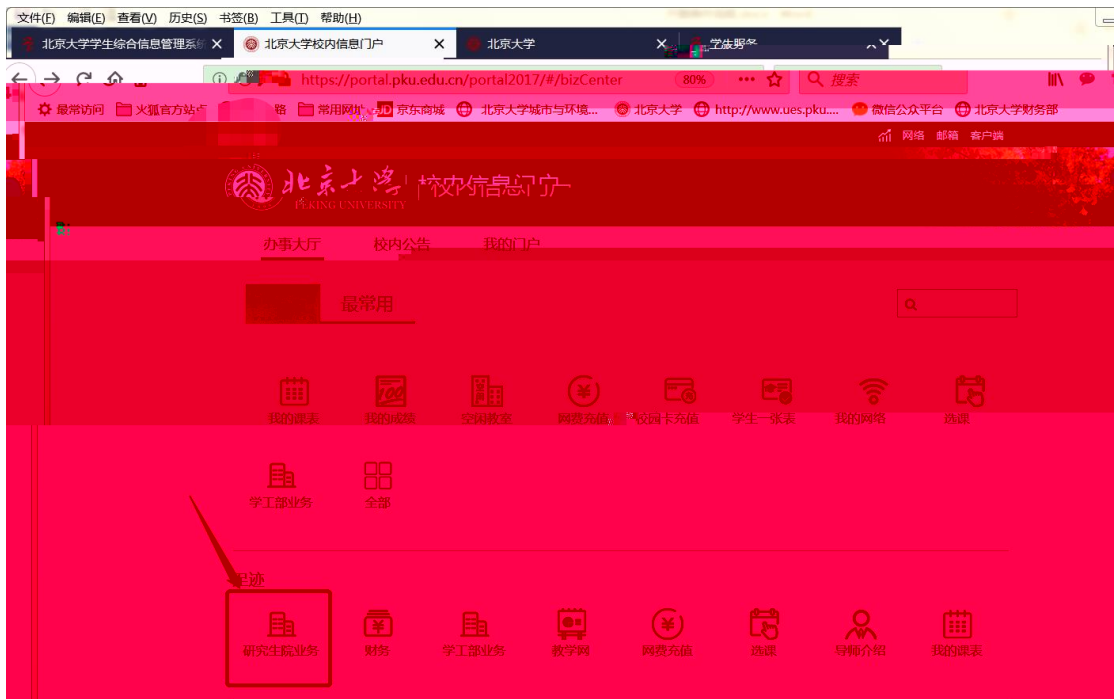 文件(F) 编辑(E) 查看(V) 历史(S) 书签(B) 工具(T) 帮助(H)
北京大学学生综合信息管理系统 北京大学校内信息门户 北京大学
https://portal.pku.edu.cn/portal2017/#/bizCenter 80% 搜索
最常访问 火狐官方站点 常用网址 JD 京东商城 北京大学城市与环境... 北京大学 http://www.ues.pku.... 微信公众平台 北京大学财务部
网络 邮箱 客户端
北京大学 校内信息门户
PEKING UNIVERSITY
办事大厅 校内公告 我的门户
最常用
我的课表 我的成绩 空闲教室 网费充值 校园卡充值 学生一张表 我的网络 选课
学工部业务 全部
足迹
研究生院业务 财务 学工部业务 教学网 网费充值 选课 导师介绍 我的课表